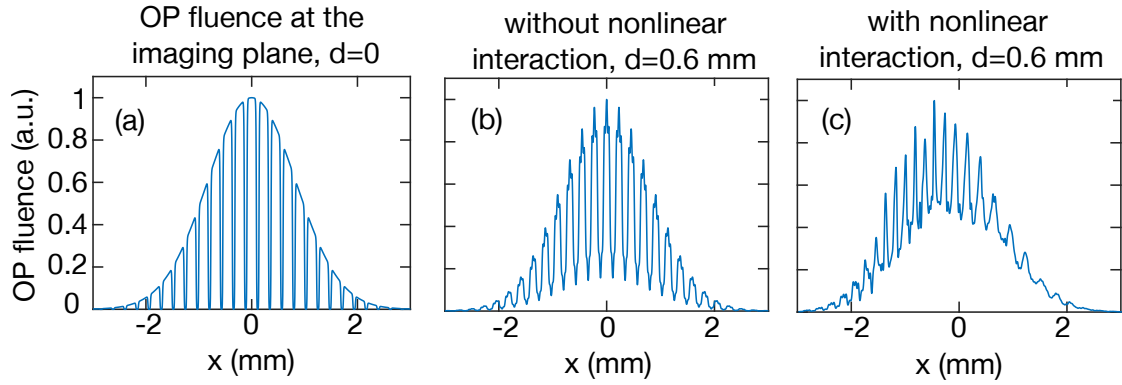 OP fluence at the
imaging plane, d=0
without nonlinear
interaction, d=0.6 mm
with nonlinear
interaction, d=0.6 mm
OP fluence (a.u.)
1
0.8
0.6
0.4
0.2
0
(a)
(b)
(c)
-2
0
2
-2
0
2
-2
0
2
x (mm)
x (mm)
x (mm)